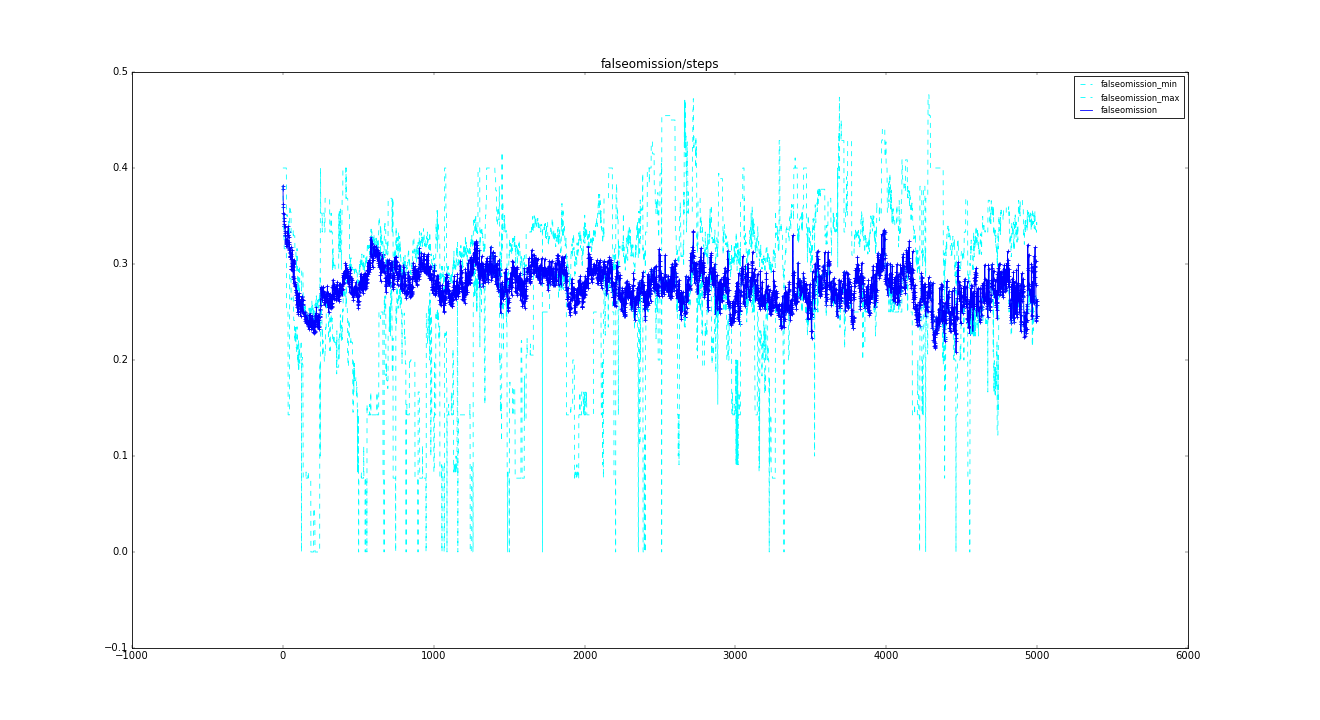 falseomission/steps
0.5
falseomission_min
falseomission_max
falseomission
0.4
0.3
0.2
0.1
0.0
−0.1
−1000 0 1000 2000 3000 4000 5000 6000